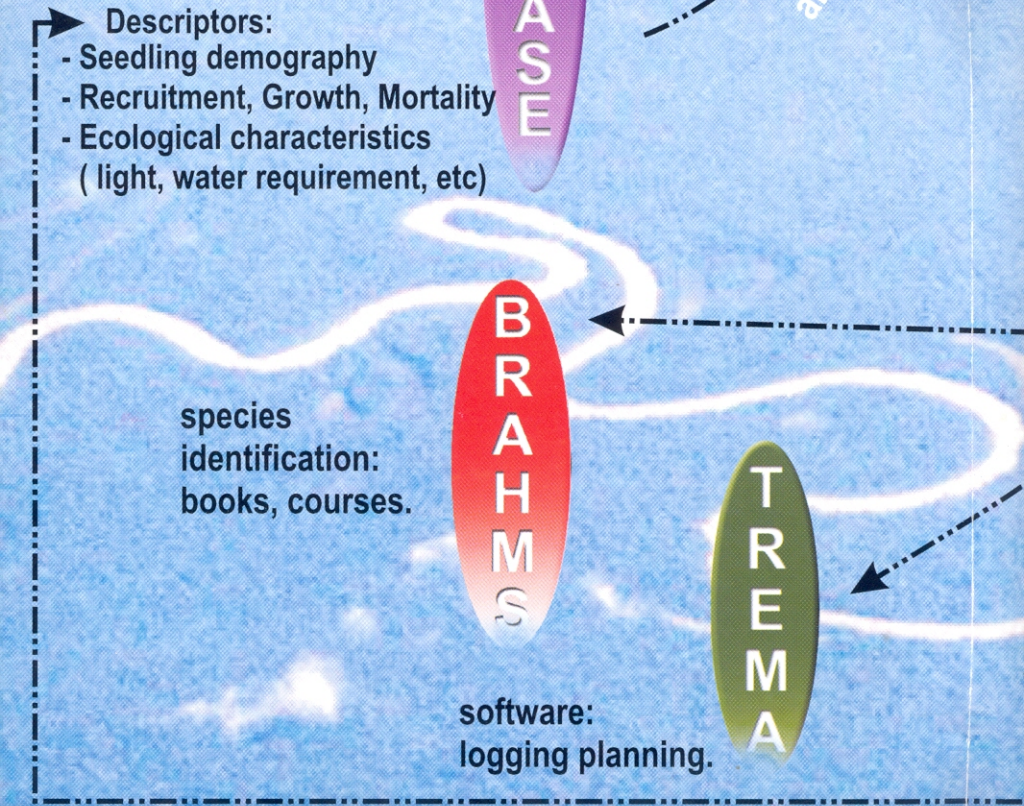 Descriptors:
- Seedling demography
- Recruitment, Growth, Mortality
- Ecological characteristics
( light, water requirement, etc)
ASE
BRAHMS
species
identification:
books, courses.
TREMA
software:
logging planning.